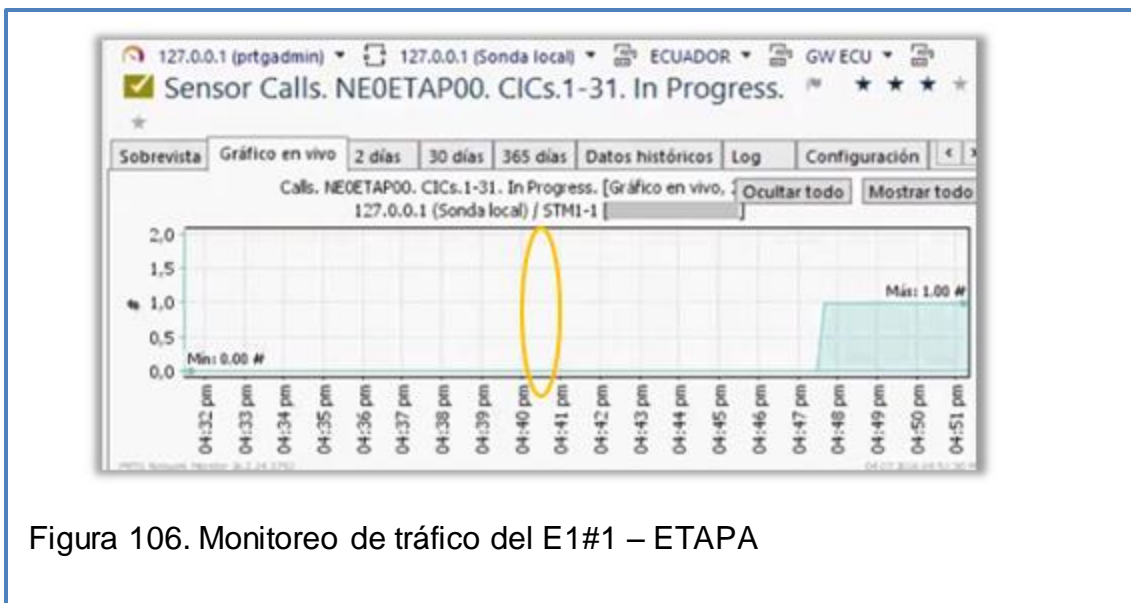 127.0.0.1 (prtgadmin) 127.0.0.1 (Sonda local) ECUADOR GW ECU
Sensor Calls. NE0ETAP00. CICs.1-31. In Progress.
Sobrevista Gráfico en vivo 2 días 30 días 365 días Datos históricos Log Configuración
Calls. NE0ETAP00. CICs.1-31. In Progress. [Gráfico en vivo, Ocultar todo Mostrar todo
127.0.0.1 (Sonda local) / STM1-1 [ ]
2,0
1,5
Máx: 1.00 #
# 1,0
0,5
Mín: 0.00 #
0,0
04:32 pm 04:33 pm 04:34 pm 04:35 pm 04:36 pm 04:37 pm 04:38 pm 04:39 pm 04:40 pm 04:41 pm 04:42 pm 04:43 pm 04:44 pm 04:45 pm 04:46 pm 04:47 pm 04:48 pm 04:49 pm 04:50 pm 04:51 pm
Figura 106. Monitoreo de tráfico del E1#1 – ETAPA